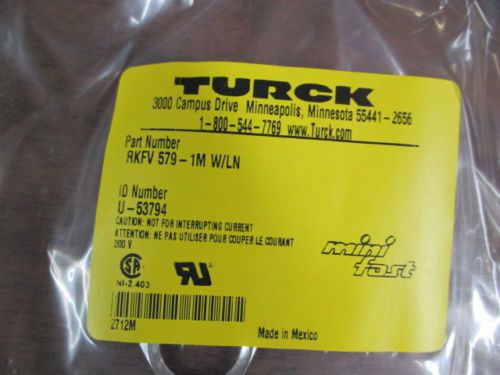 TURCK
3000 Campus Drive Minneapolis, Minnesota 55441-2656
1-800-544-7769 www.Turck.com
Part Number
RKFV 579-1M W/LN
ID Number
U-53794
CAUTION: NOT FOR INTERRUPTING CURRENT
ATTENTION: NE PAS UTILISER POUR COUPER LE COURANT
300 V
mini
fast
SA
NI-2.403
RU
2712M
Made in Mexico